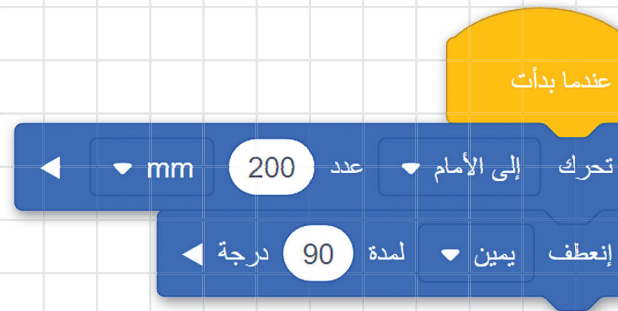 عندما بدأت
تحرك إلى الأمام عدد 200 mm
إنعطف يمين لمدة 90 درجة